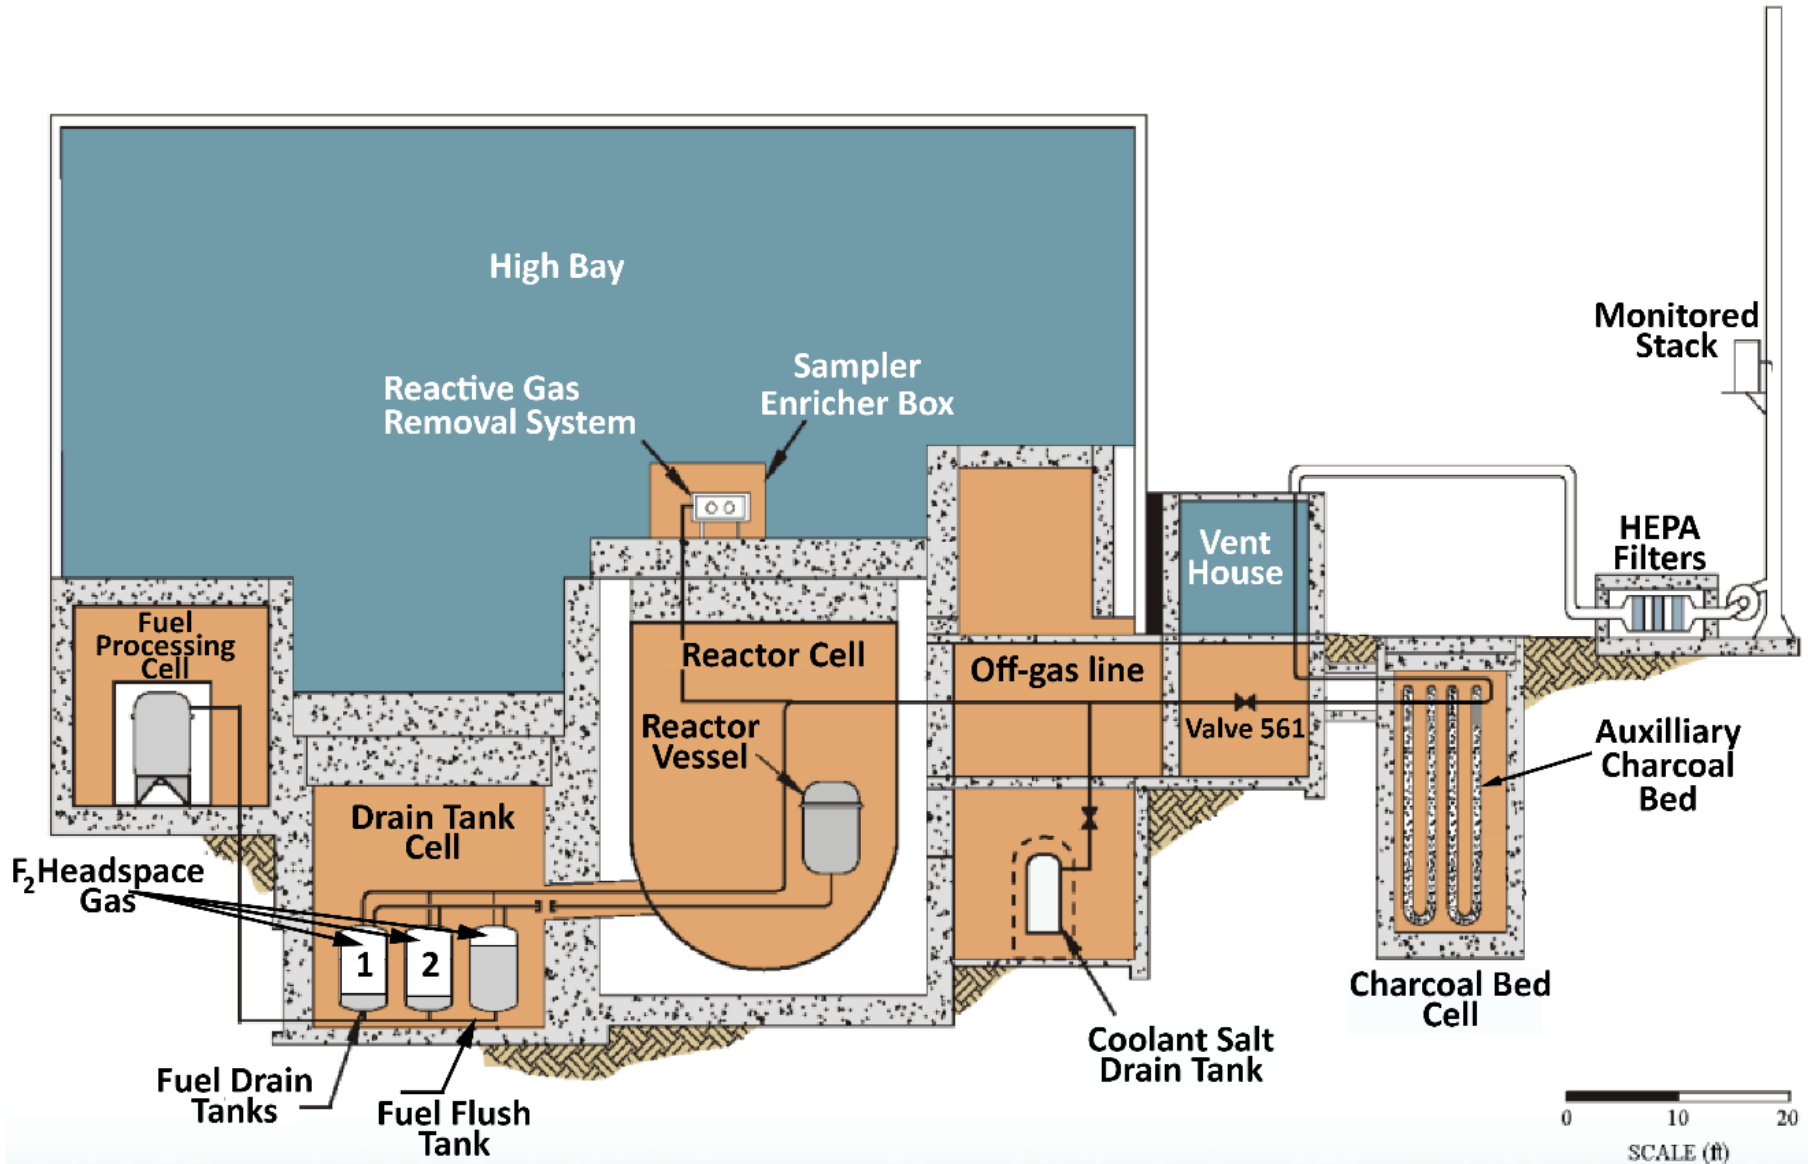 High Bay
Monitored
Stack
Sampler
Enricher Box
Reactive Gas
Removal System
HEPA
Filters
Vent
House
Fuel
Processing
Cell
Reactor Cell
Off-gas line
Reactor
Vessel
Valve 561
Auxilliary
Charcoal
Bed
Drain Tank
Cell
F2Headspace
Gas
1
2
Charcoal Bed
Cell
Coolant Salt
Drain Tank
Fuel Drain
Tanks
Fuel Flush
Tank
0 10 20
SCALE (ft)